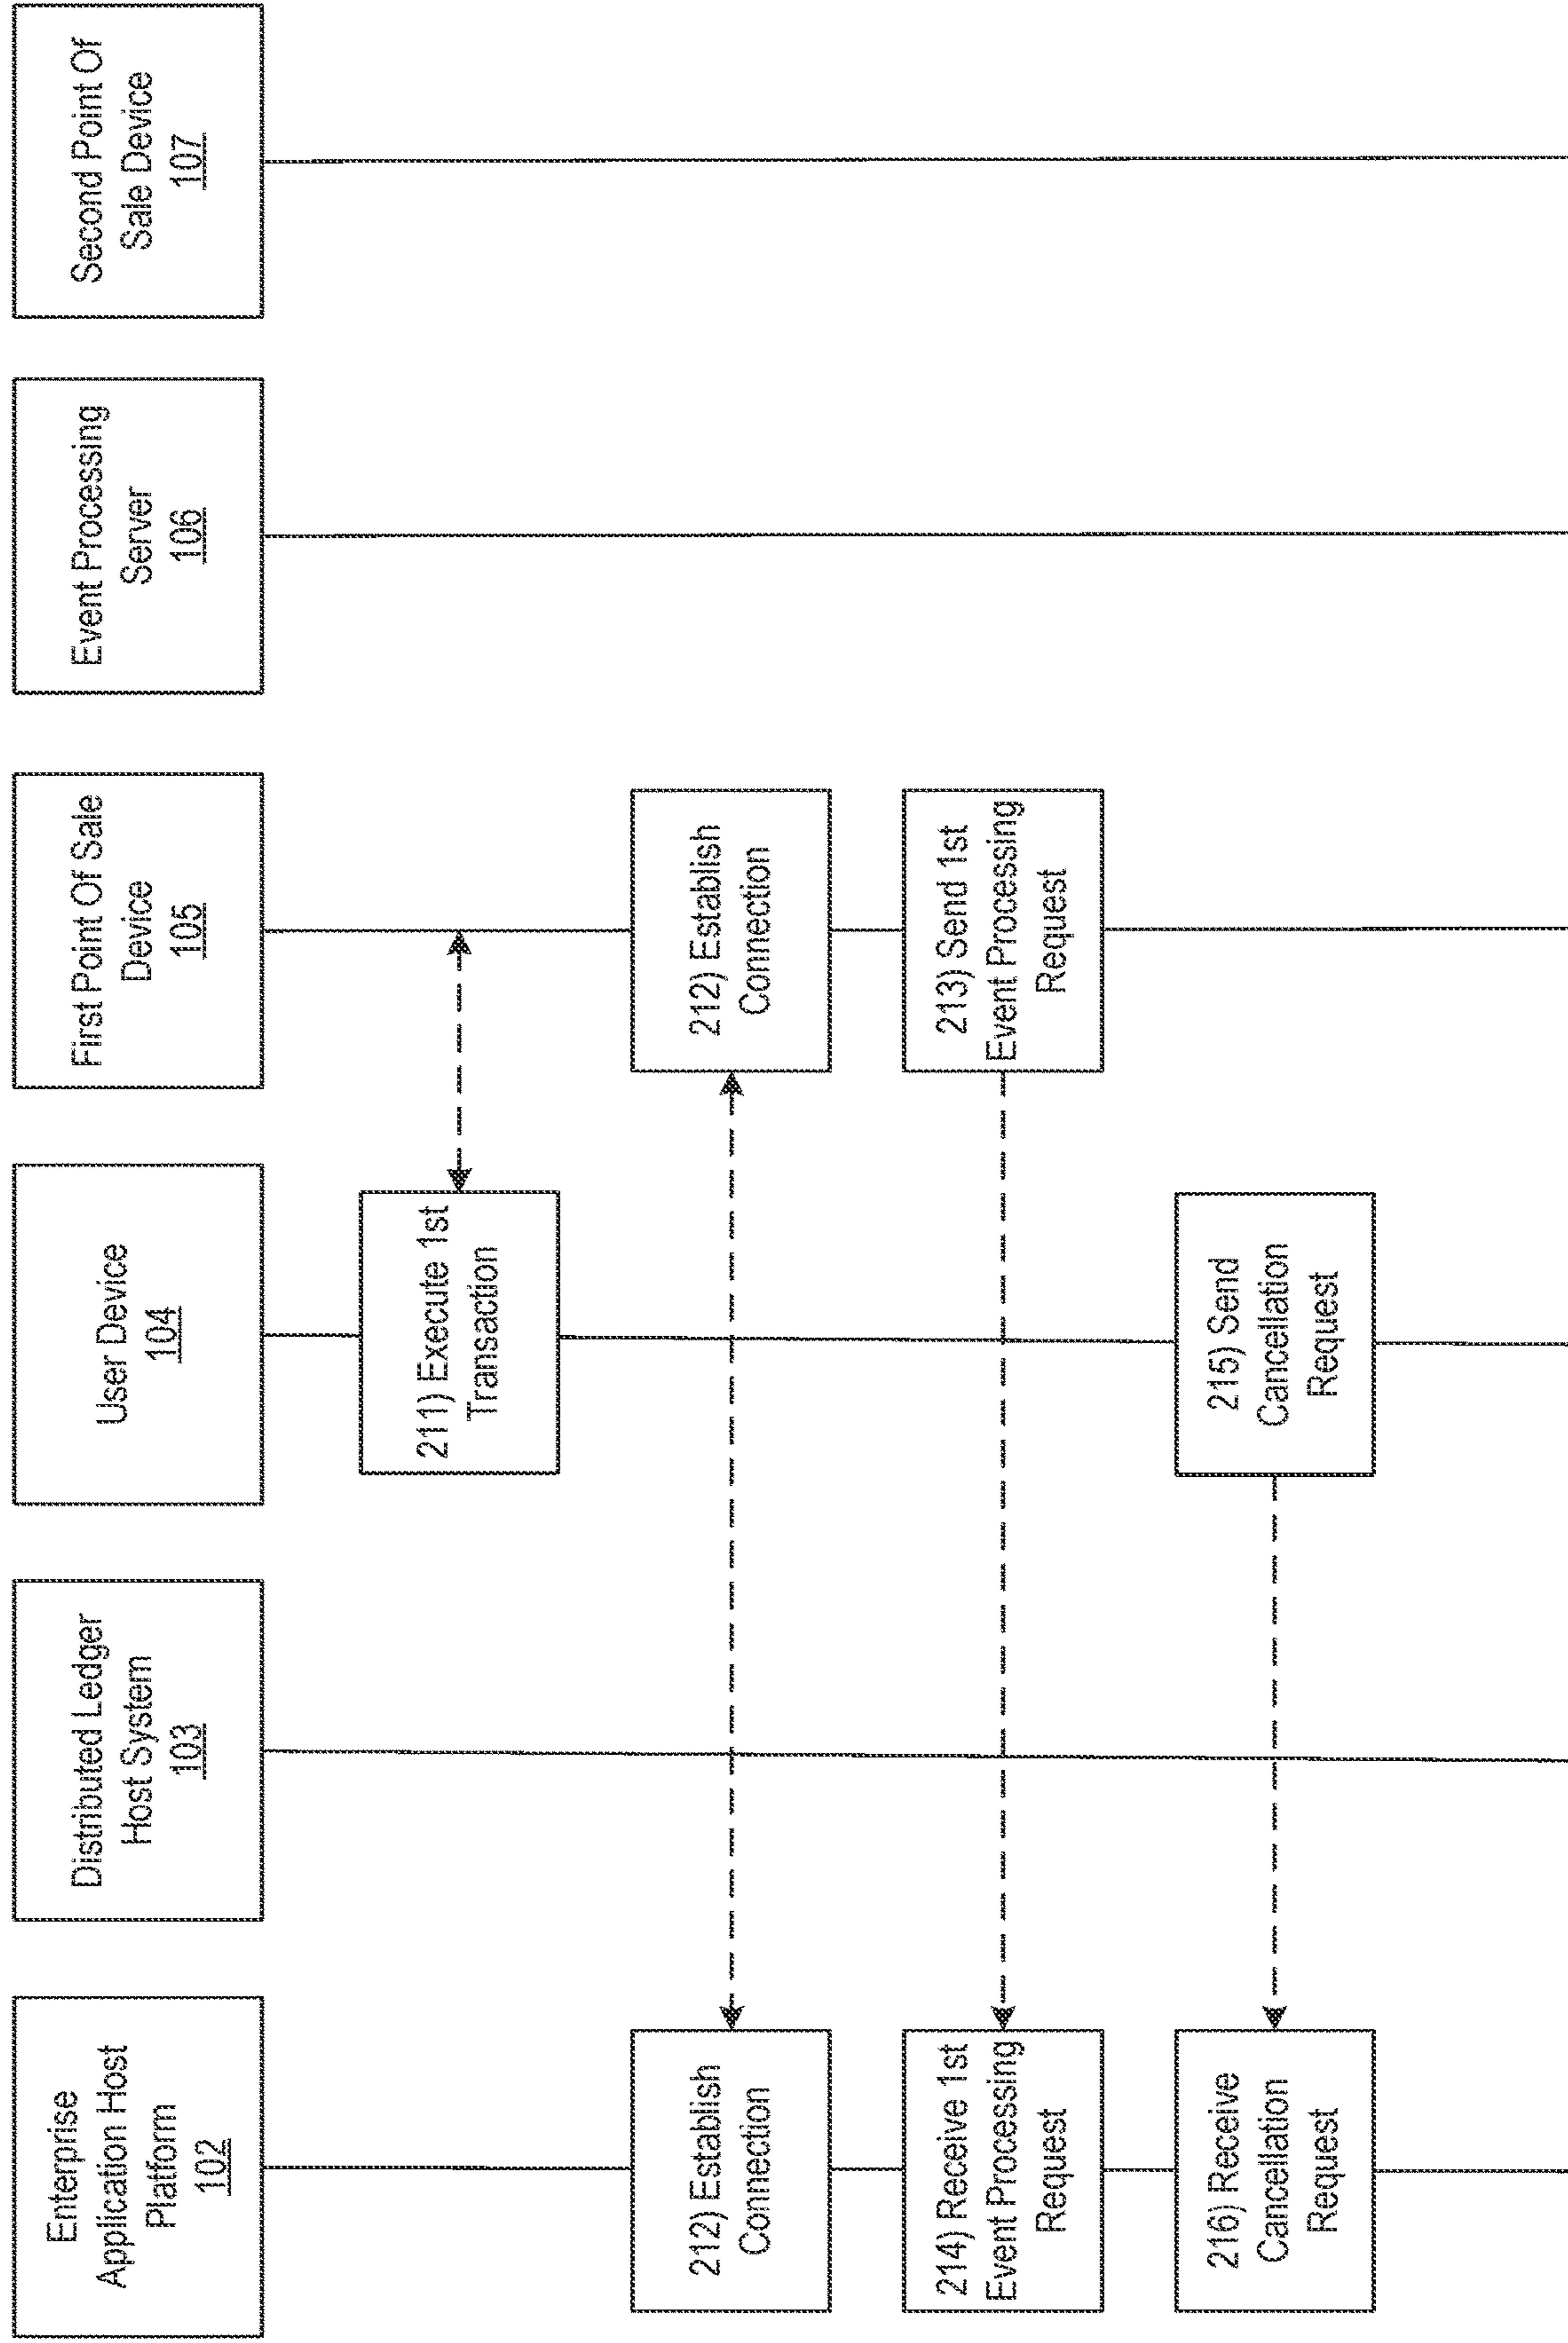 Enterprise
Application Host
Platform
102
Distributed Ledger
Host System
103
User Device
104
First Point Of Sale
Device
105
Event Processing
Server
106
Second Point Of
Sale Device
107
211) Execute 1st
Transaction
212) Establish
Connection
212) Establish
Connection
214) Receive 1st
Event Processing
Request
213) Send 1st
Event Processing
Request
216) Receive
Cancellation
Request
215) Send
Cancellation
Request